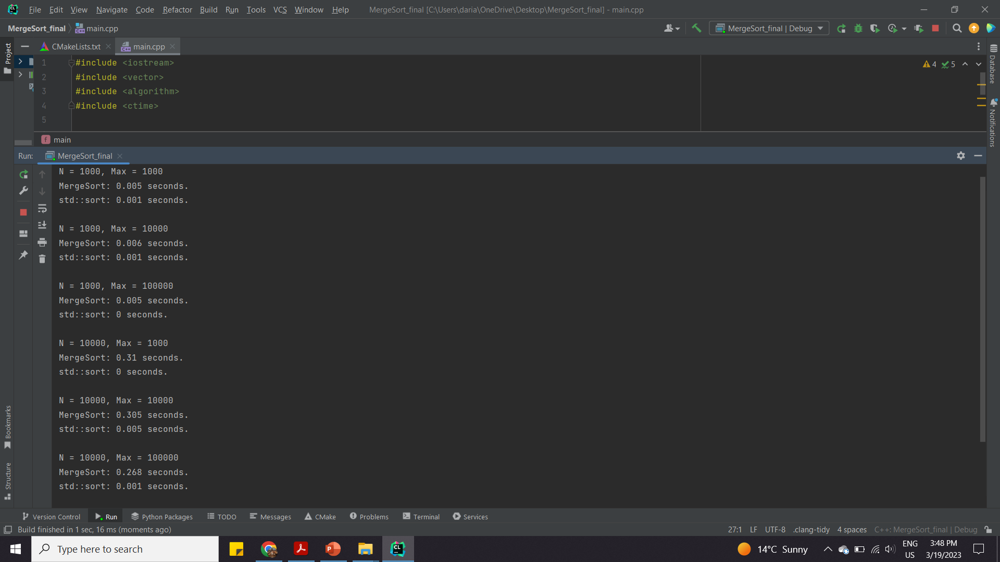 File Edit View Navigate Code Refactor Build Run Tools VCS Window Help MergeSort_final [C:\Users\daria\OneDrive\Desktop\MergeSort_final] - main.cpp
MergeSort_final main.cpp MergeSort_final | Debug
Project
CMakeLists.txt main.cpp
1 #include <iostream>
2 #include <vector>
3 #include <algorithm>
4 #include <ctime>
5
4 5
Database
Notifications
f main
Run: MergeSort_final
N = 1000, Max = 1000
MergeSort: 0.005 seconds.
std::sort: 0.001 seconds.
N = 1000, Max = 10000
MergeSort: 0.006 seconds.
std::sort: 0.001 seconds.
N = 1000, Max = 100000
MergeSort: 0.005 seconds.
std::sort: 0 seconds.
N = 10000, Max = 1000
MergeSort: 0.31 seconds.
std::sort: 0 seconds.
N = 10000, Max = 10000
MergeSort: 0.305 seconds.
std::sort: 0.005 seconds.
N = 10000, Max = 100000
MergeSort: 0.268 seconds.
std::sort: 0.001 seconds.
Bookmarks
Structure
Version Control Run Python Packages TODO Messages CMake Problems Terminal Services
Build finished in 1 sec, 16 ms (moments ago) 27:1 LF UTF-8 .clang-tidy 4 spaces C++: MergeSort_final | Debug
Type here to search 14°C Sunny ENG US 3:48 PM 3/19/2023